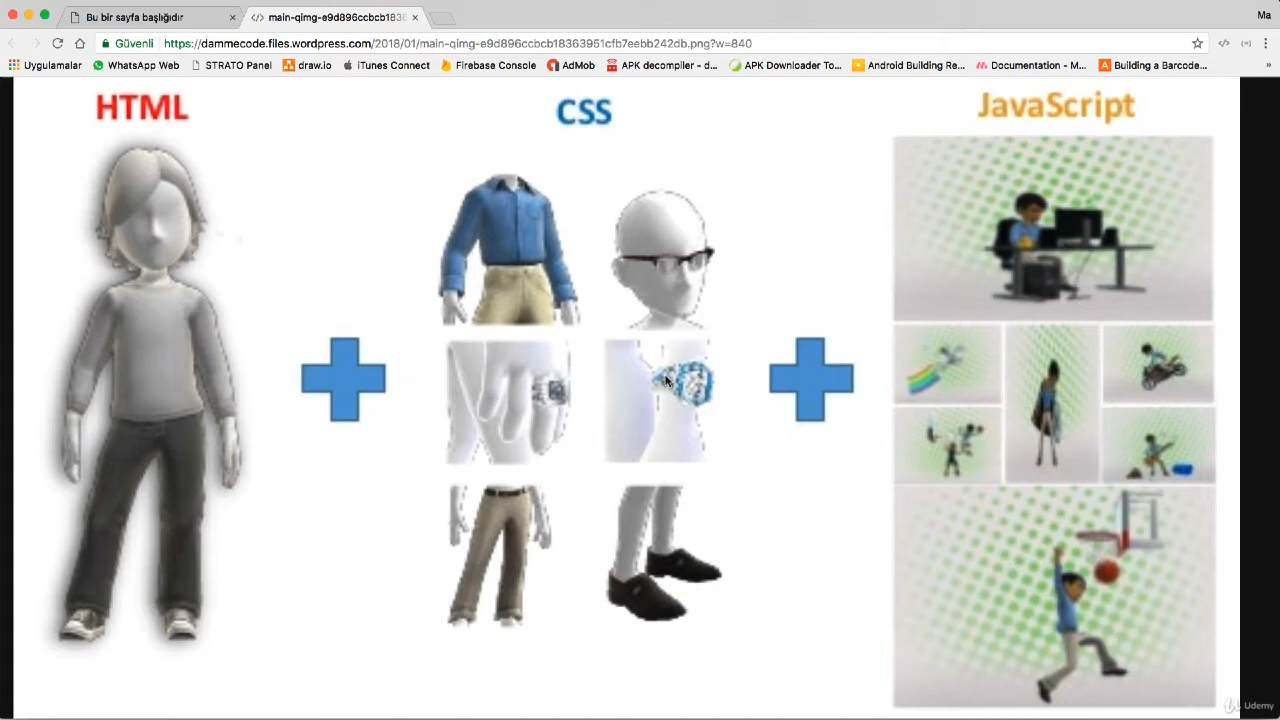 Bu bir sayfa başlığıdır
main-qimg-e9d896ccbcb1836
Ma
Güvenli
https://dammecode.files.wordpress.com/2018/01/main-qimg-e9d896ccbcb18363951cfb7eebb242db.png?w=840
Uygulamalar
WhatsApp Web
STRATO Panel
draw.io
iTunes Connect
Firebase Console
AdMob
APK decompiler - d...
APK Downloader To...
Android Building Re...
Documentation - M...
Building a Barcode...
HTML
CSS
JavaScript
Udemy